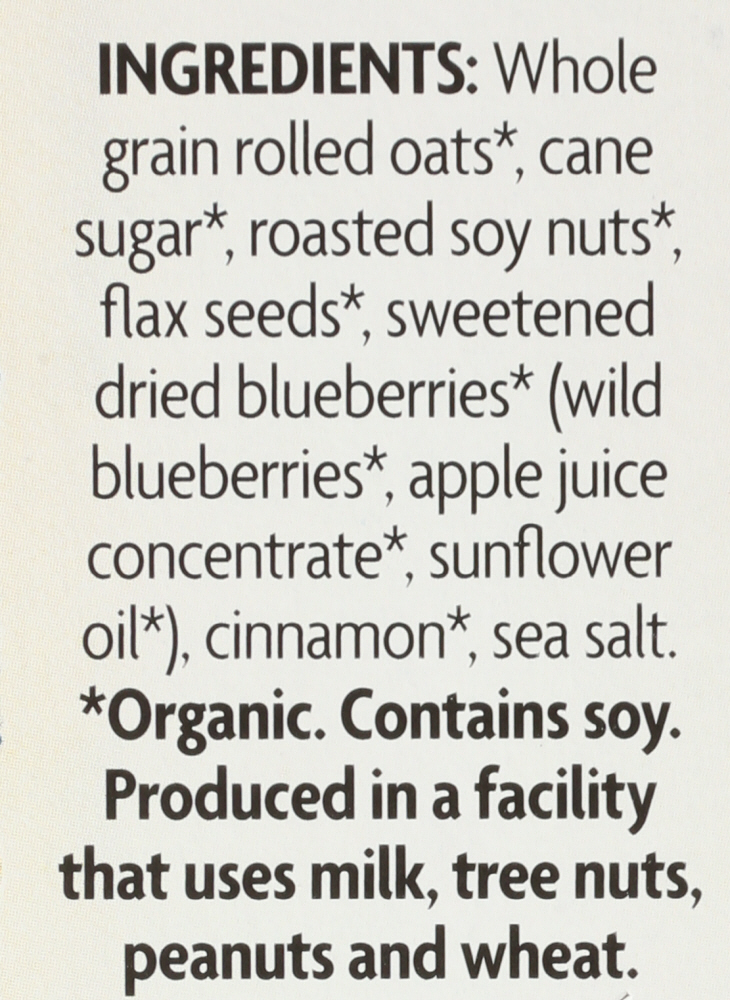 INGREDIENTS: Whole
grain rolled oats*, cane
sugar*, roasted soy nuts*,
flax seeds*, sweetened
dried blueberries* (wild
blueberries*, apple juice
concentrate*, sunflower
oil*), cinnamon*, sea salt.
*Organic. Contains soy.
Produced in a facility
that uses milk, tree nuts,
peanuts and wheat.